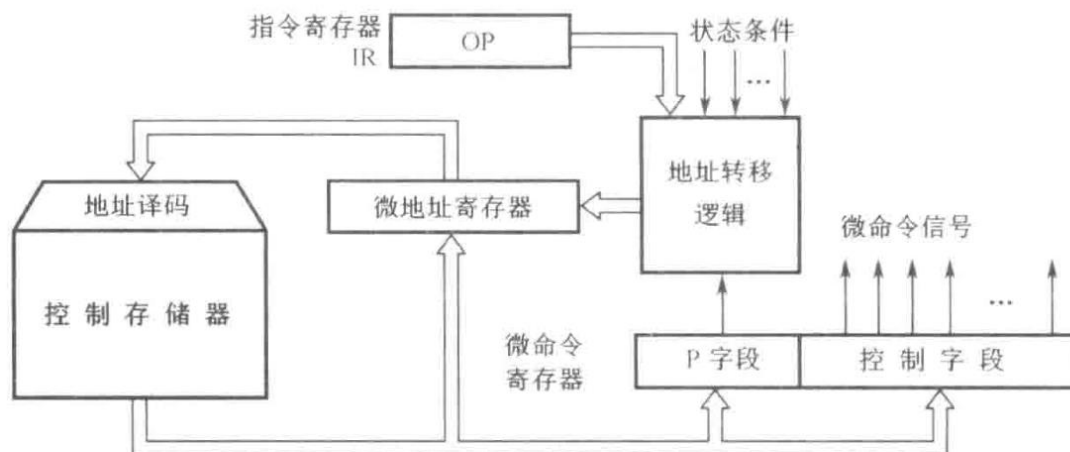 指令寄存器
IR
OP
状态条件
...
地址转移
逻辑
地址译码
微地址寄存器
控制存储器
微命令信号
...
微命令
寄存器
P字段
控制字段